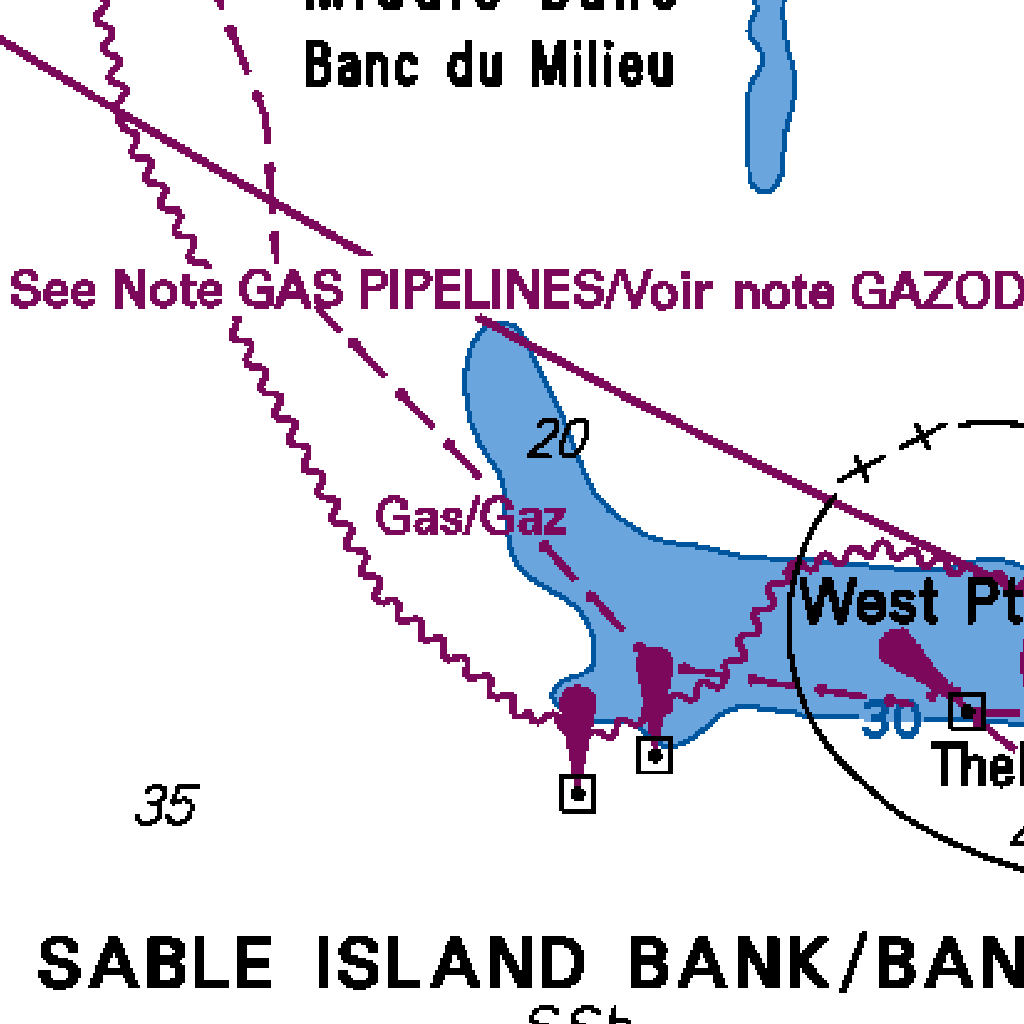 Banc du Milieu
See Note GAS PIPELINES/Voir note GAZOD
20
Gas/Gaz
West Pt
30
35
SABLE ISLAND BANK/BAN